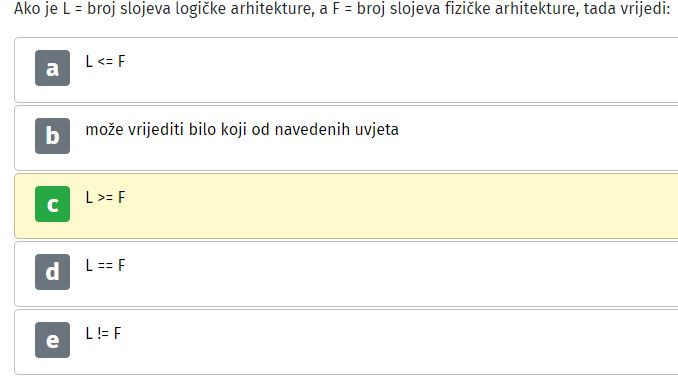 Ako je L = broj slojeva logičke arhitekture, a F = broj slojeva fizičke arhitekture, tada vrijedi:
a L <= F
b može vrijediti bilo koji od navedenih uvjeta
c L >= F
d L == F
e L != F